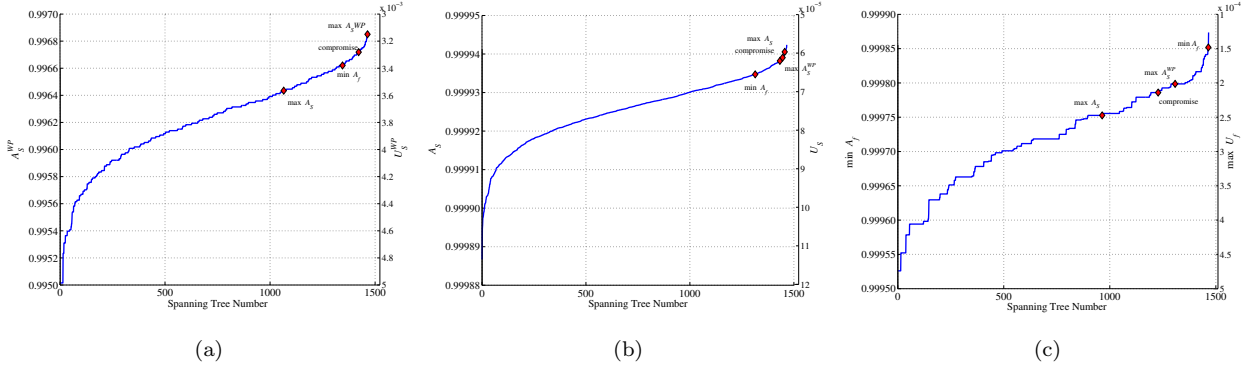 x 10⁻³
0.9970
0.9968
0.9966
0.9964
0.9962
0.9960
0.9958
0.9956
0.9954
0.9952
0.9950
A_S^WP
3
3.2
3.4
3.6
3.8
4
4.2
4.4
4.6
4.8
5
U_S^WP
max A_s^WP
compromise
min A_f
max A_s
0
500
1000
1500
Spanning Tree Number
(a)
x 10⁻⁵
0.99995
0.99994
0.99993
0.99992
0.99991
0.99990
0.99989
0.99988
A_S
5
6
7
8
9
10
11
12
U_S
max A_S
compromise
max A_S^WP
min A_f
0
500
1000
1500
Spanning Tree Number
(b)
x 10⁻⁴
0.99990
0.99985
0.99980
0.99975
0.99970
0.99965
0.99960
0.99955
0.99950
min A_f
1
1.5
2
2.5
3
3.5
4
4.5
5
max U_f
min A_f
max A_S^WP
compromise
max A_S
0
500
1000
1500
Spanning Tree Number
(c)